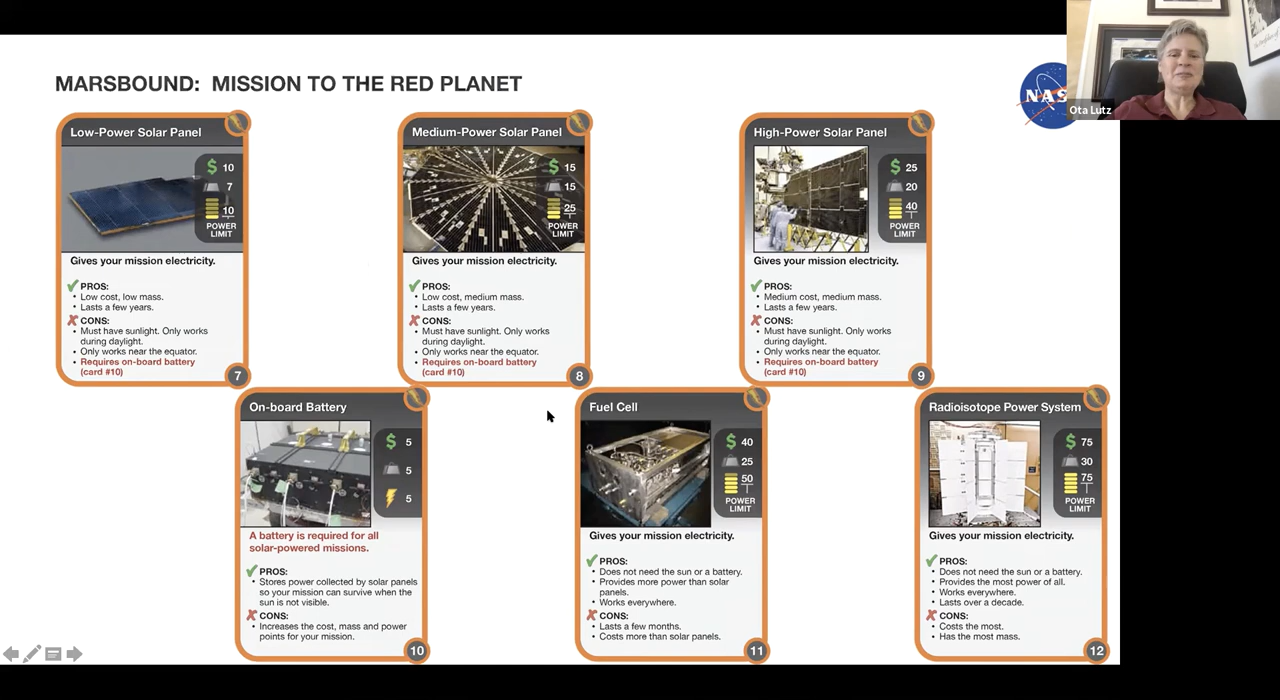 MARSBOUND: MISSION TO THE RED PLANET
NAS
Ota Lutz
Low-Power Solar Panel
$ 10
7
10
POWER
LIMIT
Gives your mission electricity.
PROS:
• Low cost, low mass.
• Lasts a few years.
CONS:
• Must have sunlight. Only works
during daylight.
• Only works near the equator.
• Requires on-board battery
(card #10)
7
Medium-Power Solar Panel
$ 15
15
25
POWER
LIMIT
Gives your mission electricity.
PROS:
• Low cost, medium mass.
• Lasts a few years.
CONS:
• Must have sunlight. Only works
during daylight.
• Only works near the equator.
• Requires on-board battery
(card #10)
8
High-Power Solar Panel
$ 25
20
40
POWER
LIMIT
Gives your mission electricity.
PROS:
• Medium cost, medium mass.
• Lasts a few years.
CONS:
• Must have sunlight. Only works
during daylight.
• Only works near the equator.
• Requires on-board battery
(card #10)
9
On-board Battery
$ 5
5
5
A battery is required for all
solar-powered missions.
PROS:
• Stores power collected by solar panels
so your mission can survive when the
sun is not visible.
CONS:
• Increases the cost, mass and power
points for your mission.
10
Fuel Cell
$ 40
25
50
POWER
LIMIT
Gives your mission electricity.
PROS:
• Does not need the sun or a battery.
• Provides more power than solar
panels.
• Works everywhere.
CONS:
• Lasts a few months.
• Costs more than solar panels.
11
Radioisotope Power System
$ 75
30
75
POWER
LIMIT
Gives your mission electricity.
PROS:
• Does not need the sun or a battery.
• Provides the most power of all.
• Works everywhere.
• Lasts over a decade.
CONS:
• Costs the most.
• Has the most mass.
12